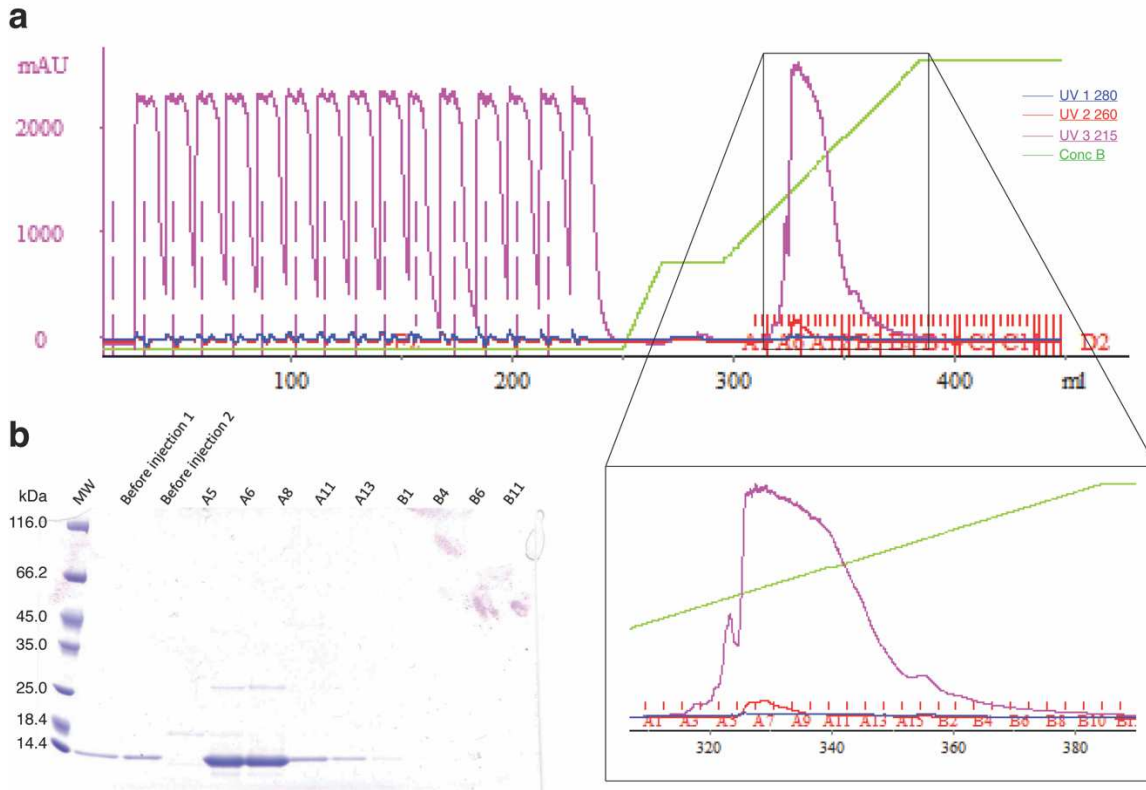 a
mAU
2000
1000
0
100
200
300
400
ml
UV 1 280
UV 2 260
UV 3 215
Conc B
D2
b
kDa
MW
Before injection 1
Before injection 2
A5
A6
A8
A11
A13
B1
B4
B6
B11
116.0
66.2
45.0
35.0
25.0
18.4
14.4
A1 A3 A5 A7 A9 A11 A13 A15 B2 B4 B6 B8 B10
320 340 360 380